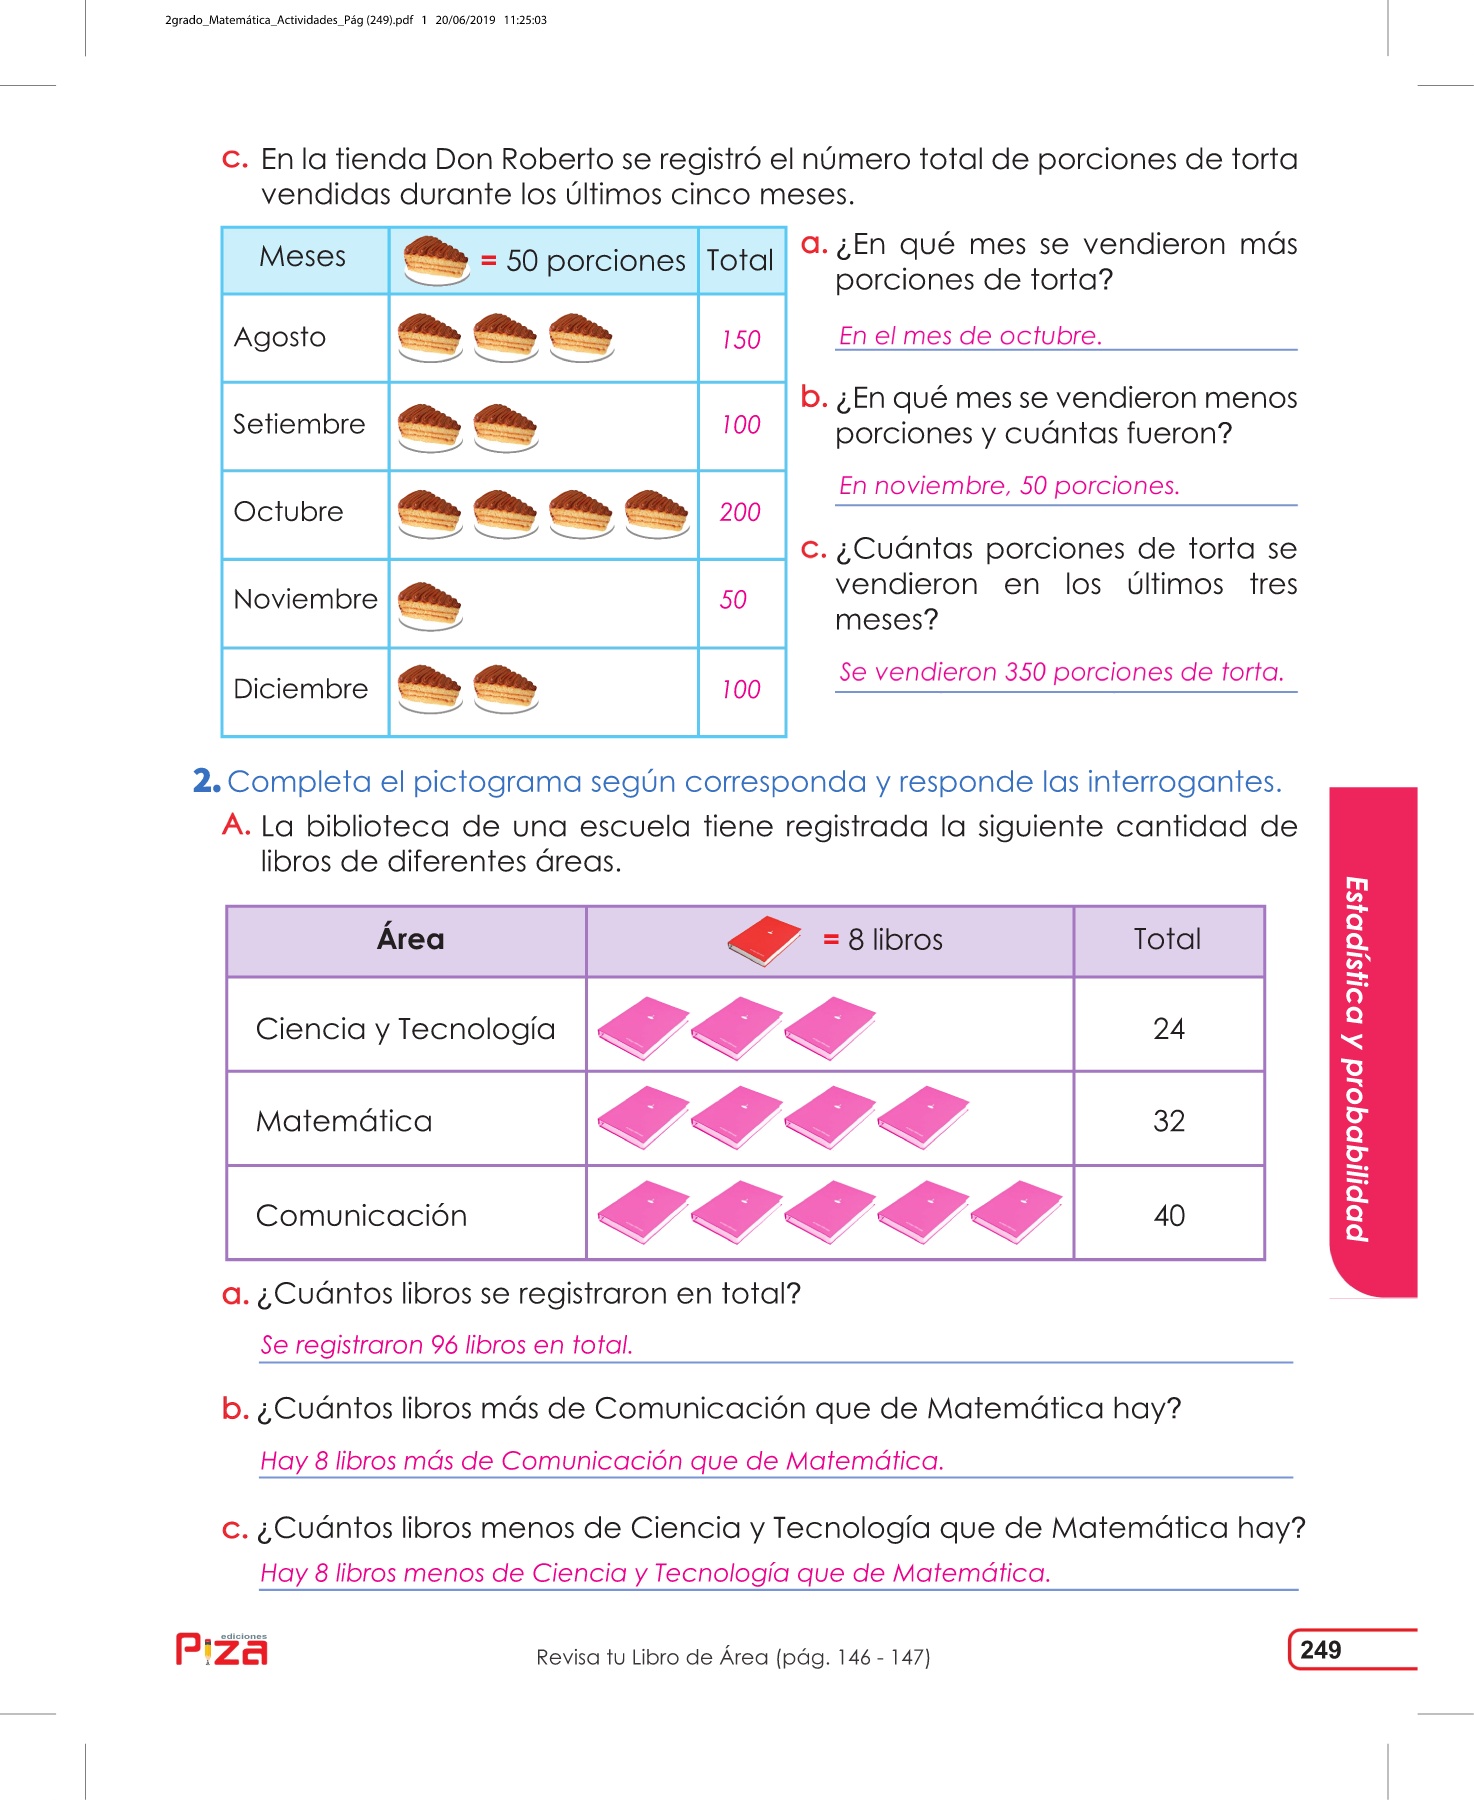 2grado_Matemática_Actividades_Pág (249).pdf   1   20/06/2019   11:25:03
c. En la tienda Don Roberto se registró el número total de porciones de torta
vendidas durante los últimos cinco meses.
Meses = 50 porciones Total
Agosto 150
Setiembre 100
Octubre 200
Noviembre 50
Diciembre 100
a. ¿En qué mes se vendieron más
porciones de torta?
En el mes de octubre.
b. ¿En qué mes se vendieron menos
porciones y cuántas fueron?
En noviembre, 50 porciones.
c. ¿Cuántas porciones de torta se
vendieron en los últimos tres
meses?
Se vendieron 350 porciones de torta.
2. Completa el pictograma según corresponda y responde las interrogantes.
A. La biblioteca de una escuela tiene registrada la siguiente cantidad de
libros de diferentes áreas.
Área = 8 libros Total
Ciencia y Tecnología 24
Matemática 32
Comunicación 40
a. ¿Cuántos libros se registraron en total?
Se registraron 96 libros en total.
b. ¿Cuántos libros más de Comunicación que de Matemática hay?
Hay 8 libros más de Comunicación que de Matemática.
c. ¿Cuántos libros menos de Ciencia y Tecnología que de Matemática hay?
Hay 8 libros menos de Ciencia y Tecnología que de Matemática.
Estadística y probabilidad
ediciones
Piza
Revisa tu Libro de Área (pág. 146 - 147)
249